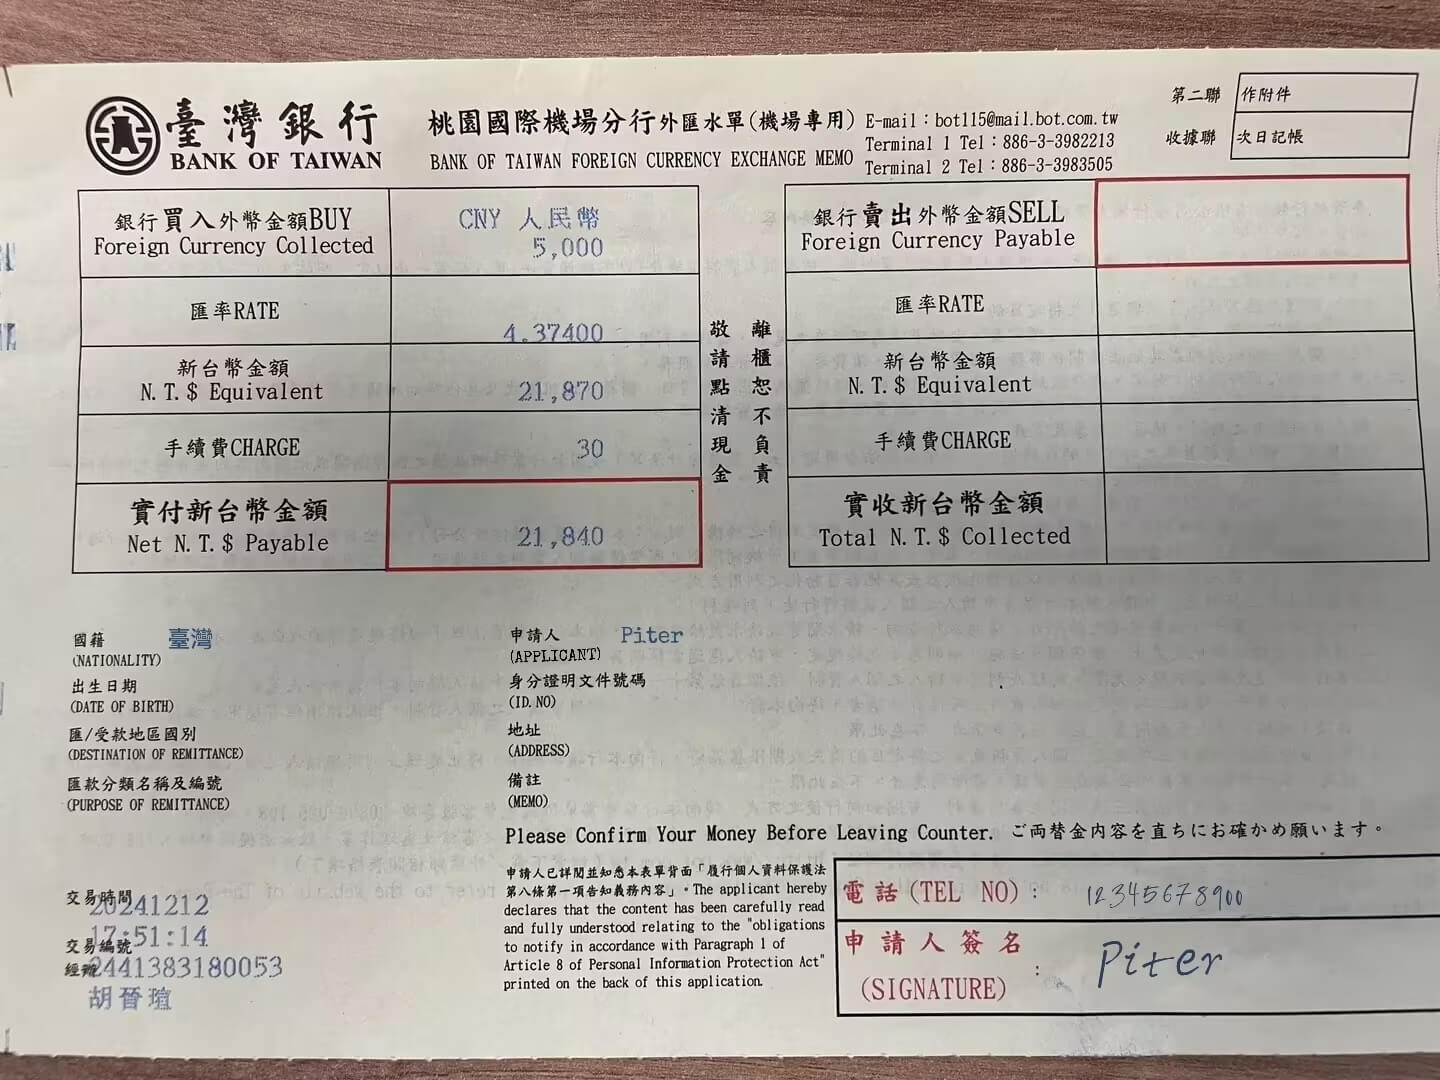 臺灣銀行
BANK OF TAIWAN
桃園國際機場分行外匯水單(機場專用)
BANK OF TAIWAN FOREIGN CURRENCY EXCHANGE MEMO
E-mail：bot115@mail.bot.com.tw
Terminal 1 Tel：886-3-3982213
Terminal 2 Tel：886-3-3983505
第二聯
收據聯
作附件
次日記帳
銀行買入外幣金額BUY
Foreign Currency Collected
CNY 人民幣
5,000
匯率RATE
4.37400
新台幣金額
N.T.$ Equivalent
21,870
手續費CHARGE
30
實付新台幣金額
Net N.T.$ Payable
21,840
離櫃恕不負責
敬請點清現金
銀行賣出外幣金額SELL
Foreign Currency Payable
匯率RATE
新台幣金額
N.T.$ Equivalent
手續費CHARGE
實收新台幣金額
Total N.T.$ Collected
國籍
(NATIONALITY)
臺灣
出生日期
(DATE OF BIRTH)
匯/受款地區國別
(DESTINATION OF REMITTANCE)
匯款分類名稱及編號
(PURPOSE OF REMITTANCE)
申請人
(APPLICANT)
Piter
身分證明文件號碼
(ID.NO)
地址
(ADDRESS)
備註
(MEMO)
Please Confirm Your Money Before Leaving Counter. ご両替金内容を直ちにお確かめ願います。
交易時間
20241212
17:51:14
交易編號
2441383180053
經辦
胡晉瑄
申請人已詳閱並知悉本表單背面「履行個人資料保護法
第八條第一項告知義務內容」。The applicant hereby
declares that the content has been carefully read
and fully understood relating to the "obligations
to notify in accordance with Paragraph 1 of
Article 8 of Personal Information Protection Act"
printed on the back of this application.
電話(TEL NO)： 12345678900
申請人簽名
(SIGNATURE)
： Piter